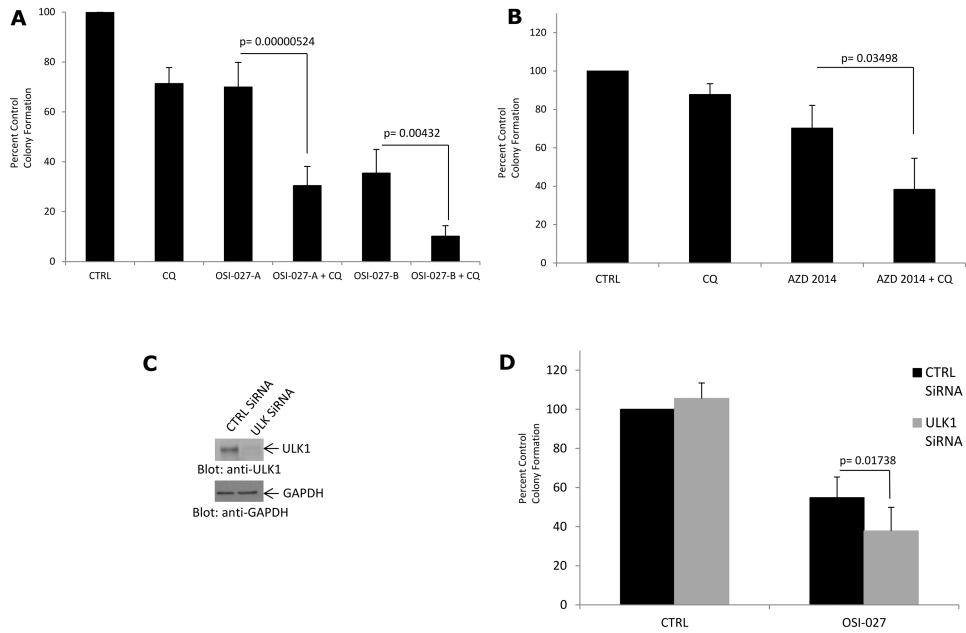 A
100
80
60
40
20
0
Percent Control
Colony Formation
p= 0.00000524
p= 0.00432
CTRL
CQ
OSI-027-A
OSI-027-A + CQ
OSI-027-B
OSI-027-B + CQ
B
120
100
80
60
40
20
0
Percent Control
Colony Formation
p= 0.03498
CTRL
CQ
AZD 2014
AZD 2014 + CQ
C
CTRL SiRNA
ULK SiRNA
ULK1
Blot: anti-ULK1
GAPDH
Blot: anti-GAPDH
D
120
100
80
60
40
20
0
Percent Control
Colony Formation
CTRL
SiRNA
ULK1
SiRNA
p= 0.01738
CTRL
OSI-027